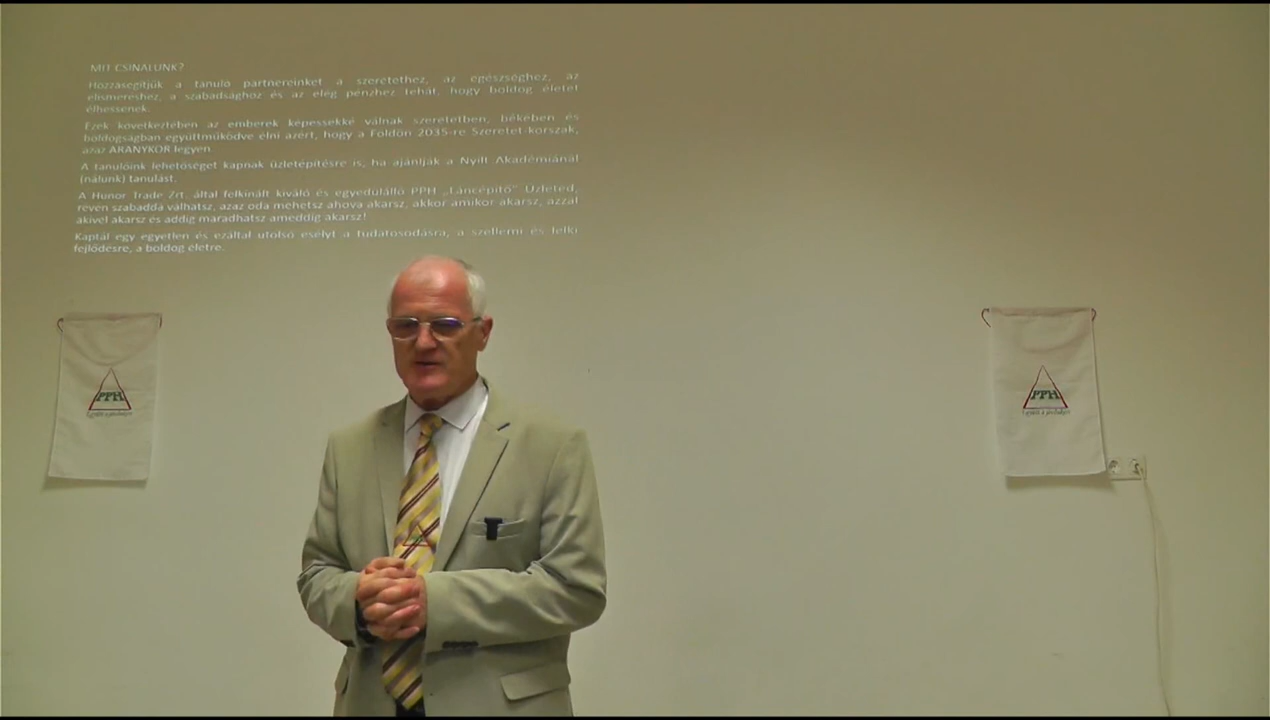 MIT CSINÁLUNK?
Hozzásegítjük a tanuló partnereinket a szeretethez, az egészséghez, az
elismeréshez, a szabadsághoz és az elég pénzhez tehát, hogy boldog életet
élhessenek.
Ezek következtében az emberek képessekké válnak szeretetben, békében és
boldogságban együttműködve élni azért, hogy a Földön 2035-re Szeretet-korszak,
azaz ARANYKOR legyen.
A tanulóink lehetőséget kapnak üzletépítésre is, ha ajánlják a Nyílt Akadémiánál
(nálunk) tanulást.
A Hunor Trade Zrt. által felkínált kiváló és egyedülálló PPH „Láncépítő" Üzleted,
révén szabaddá válhatsz, azaz oda mehetsz ahova akarsz, akkor amikor akarsz, azzal
akivel akarsz és addig maradhatsz ameddig akarsz!
Kaptál egy egyetlen és ezáltal utolsó esélyt a tudatosodásra, a szellemi és lelki
fejlődésre, a boldog életre.
PPH
PPH